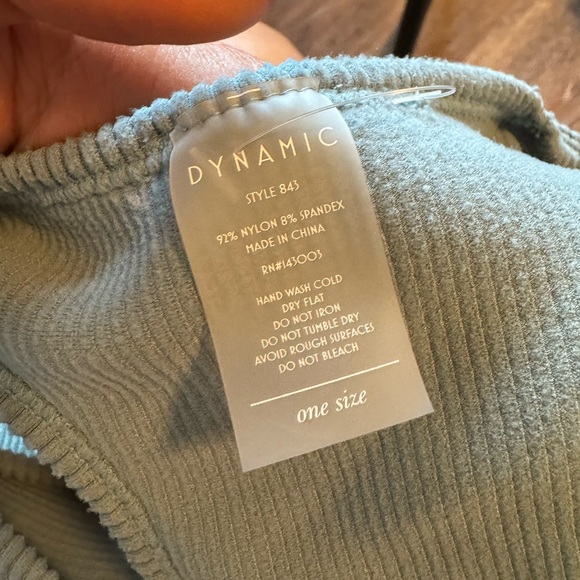 DYNAMIC
STYLE 843
92% NYLON 8% SPANDEX
MADE IN CHINA
RN#143003
HAND WASH COLD
DRY FLAT
DO NOT IRON
DO NOT TUMBLE DRY
AVOID ROUGH SURFACES
DO NOT BLEACH
one size